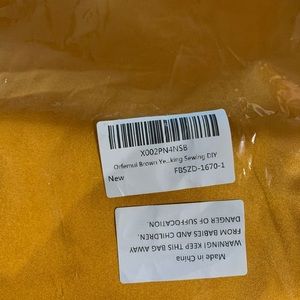 X002PN4NSB
Orfemui Brown Ye...king Sewing DIY
New
FBSZD-1670-1
WARNING! KEEP THIS BAG AWAY
FROM BABIES AND CHILDREN.
DANGER OF SUFFOCATION.
Made in China